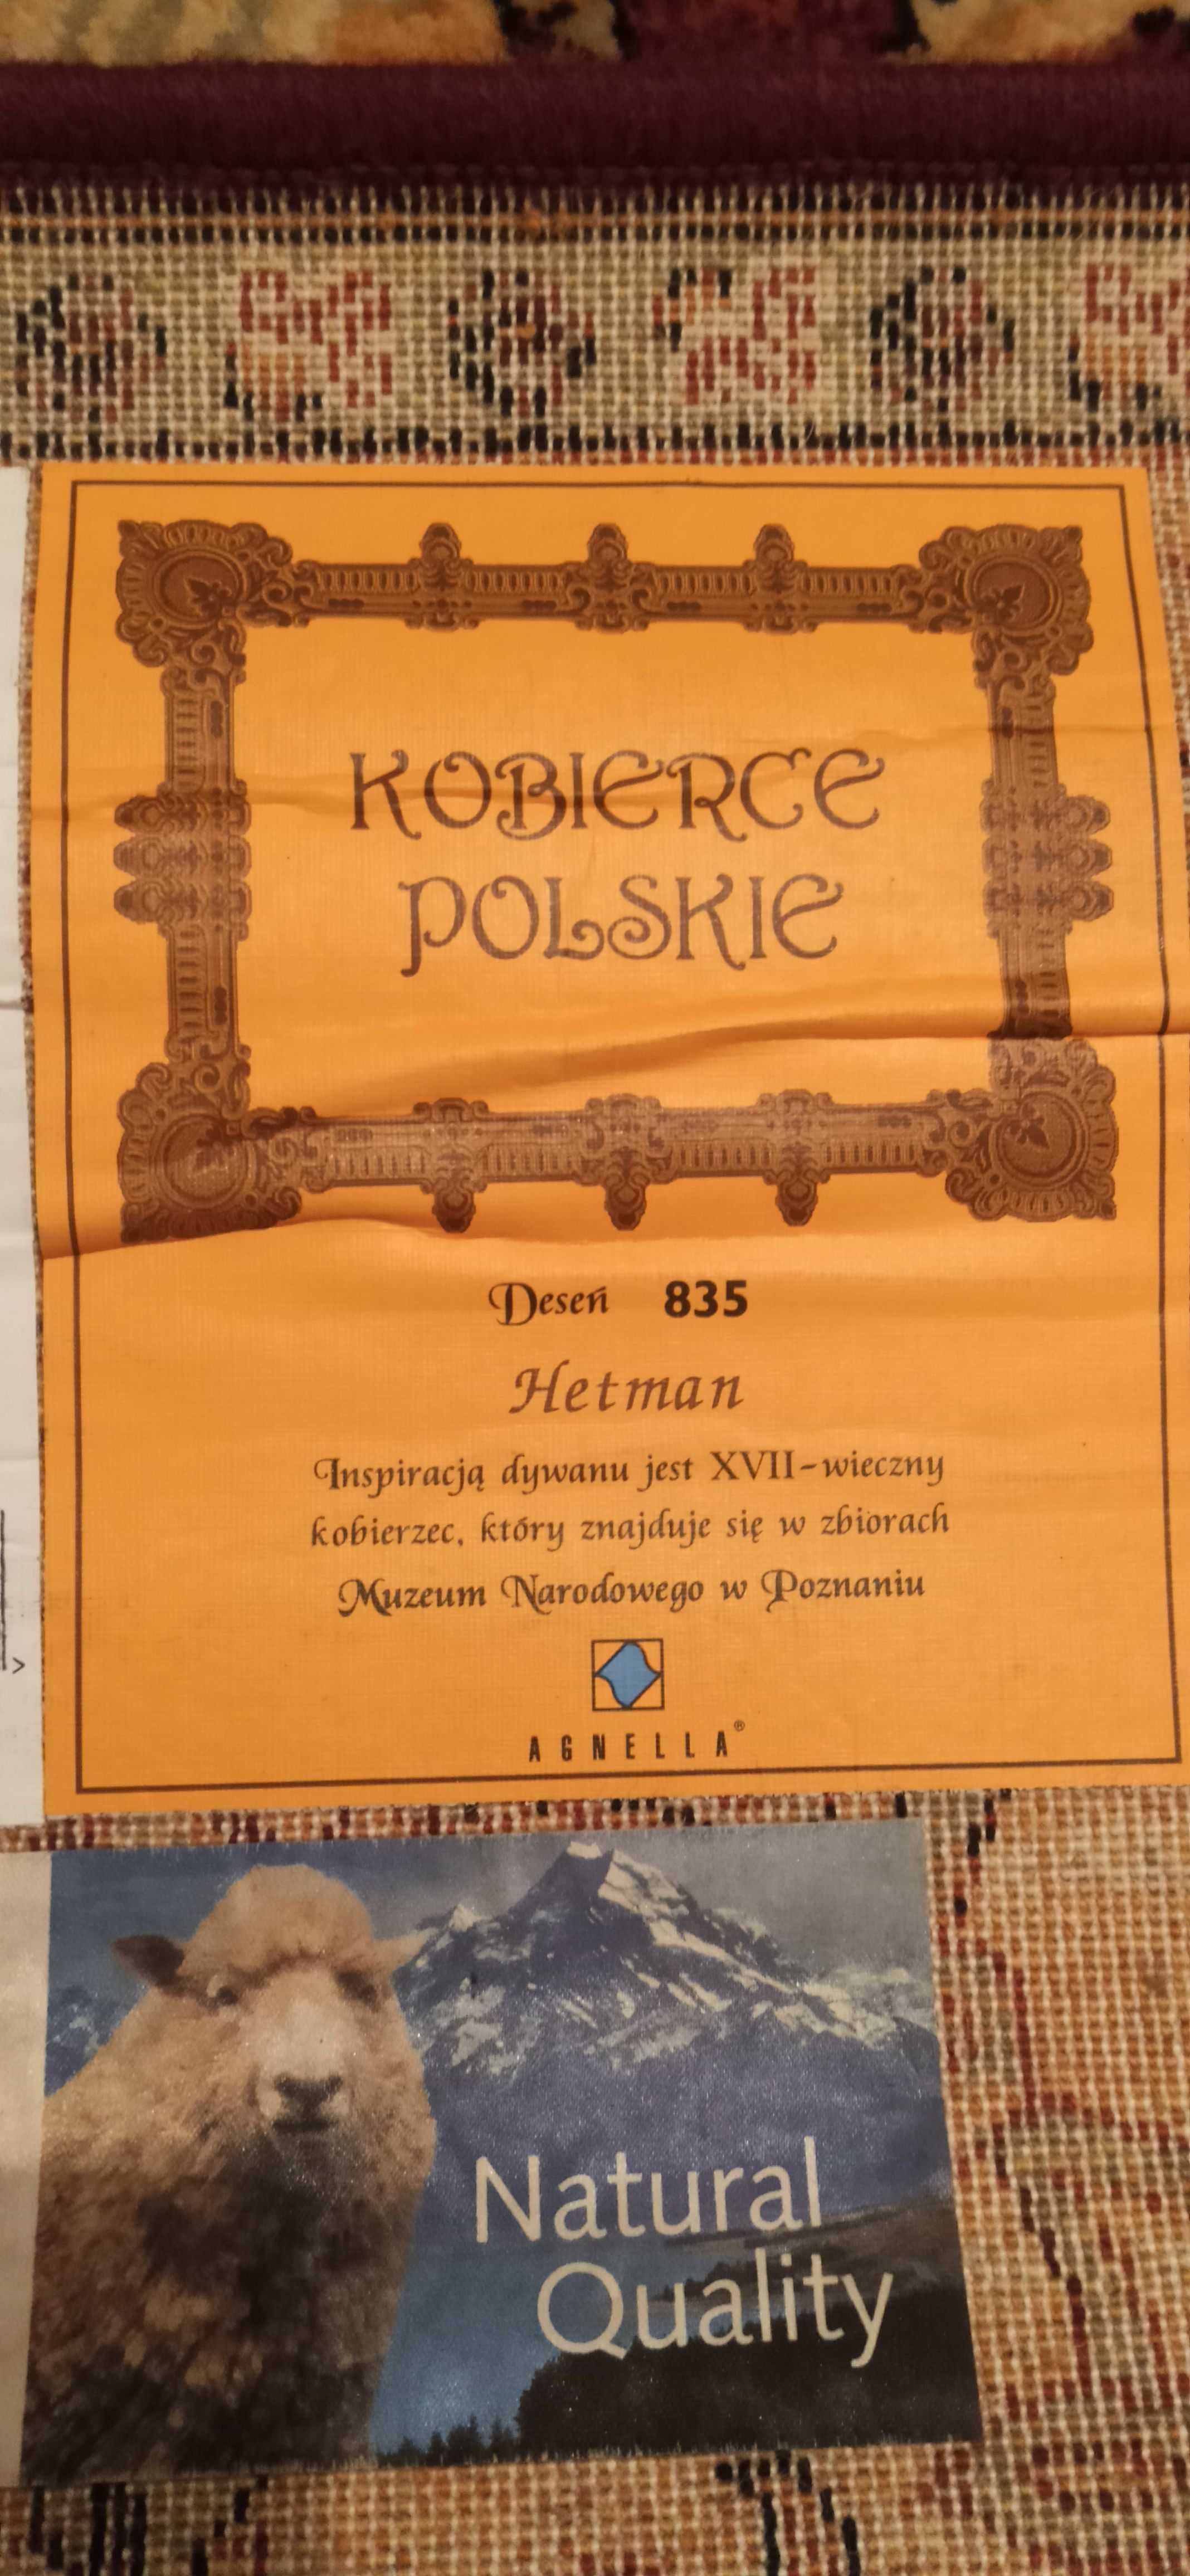 KOBIERCE
POLSKIE
Deseń 835
Hetman
Inspiracją dywanu jest XVII-wieczny
kobierzec, który znajduje się w zbiorach
Muzeum Narodowego w Poznaniu
AGNELLA®
Natural
Quality